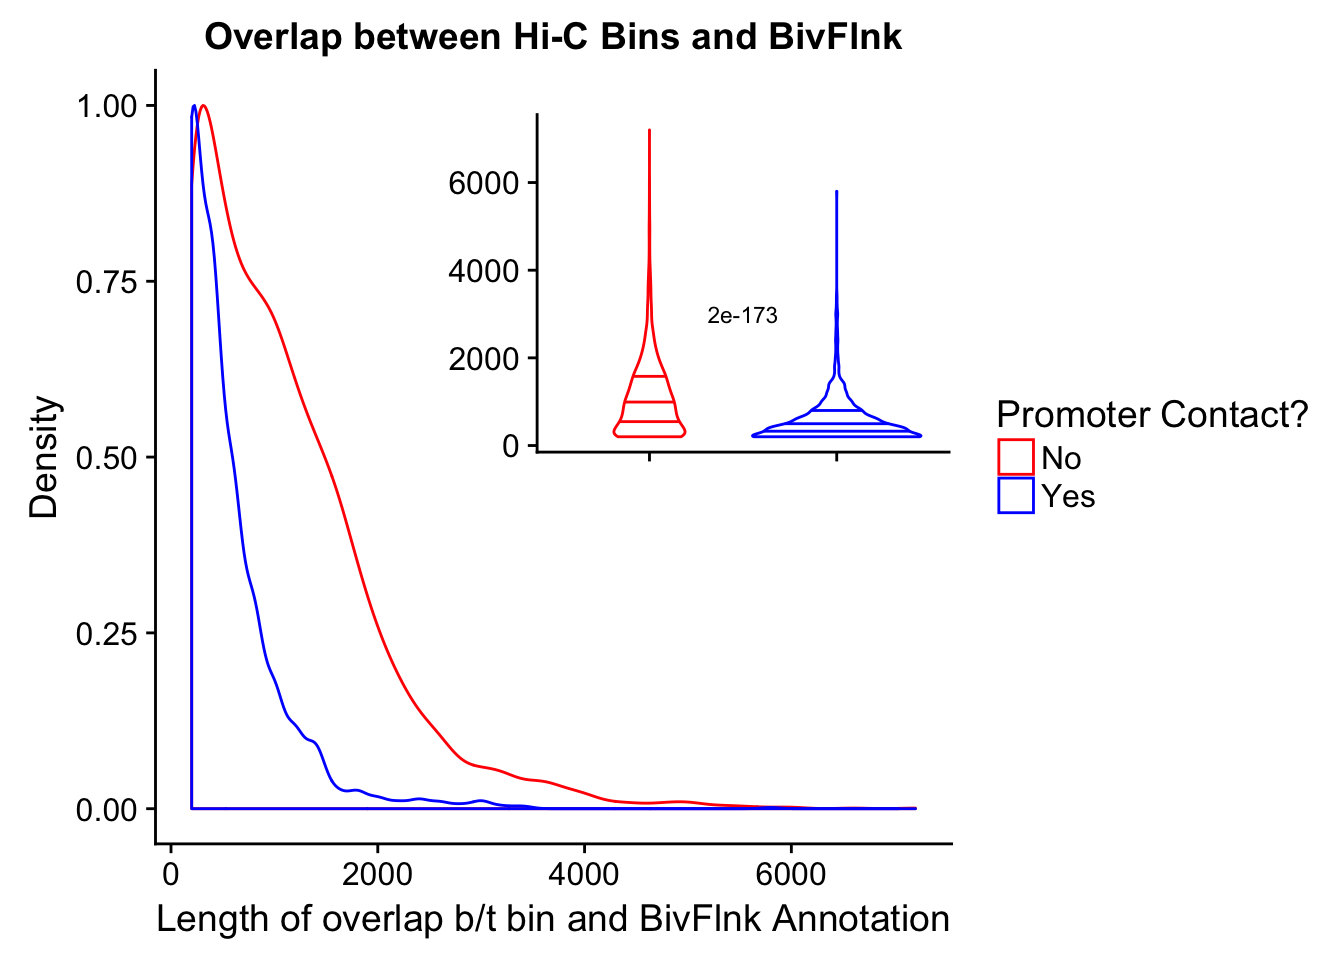 Overlap between Hi-C Bins and BivFlnk
1.00
0.75
0.50
0.25
0.00
Density
6000
4000
2000
0
2e-173
Promoter Contact?
No
Yes
0 2000 4000 6000
Length of overlap b/t bin and BivFlnk Annotation